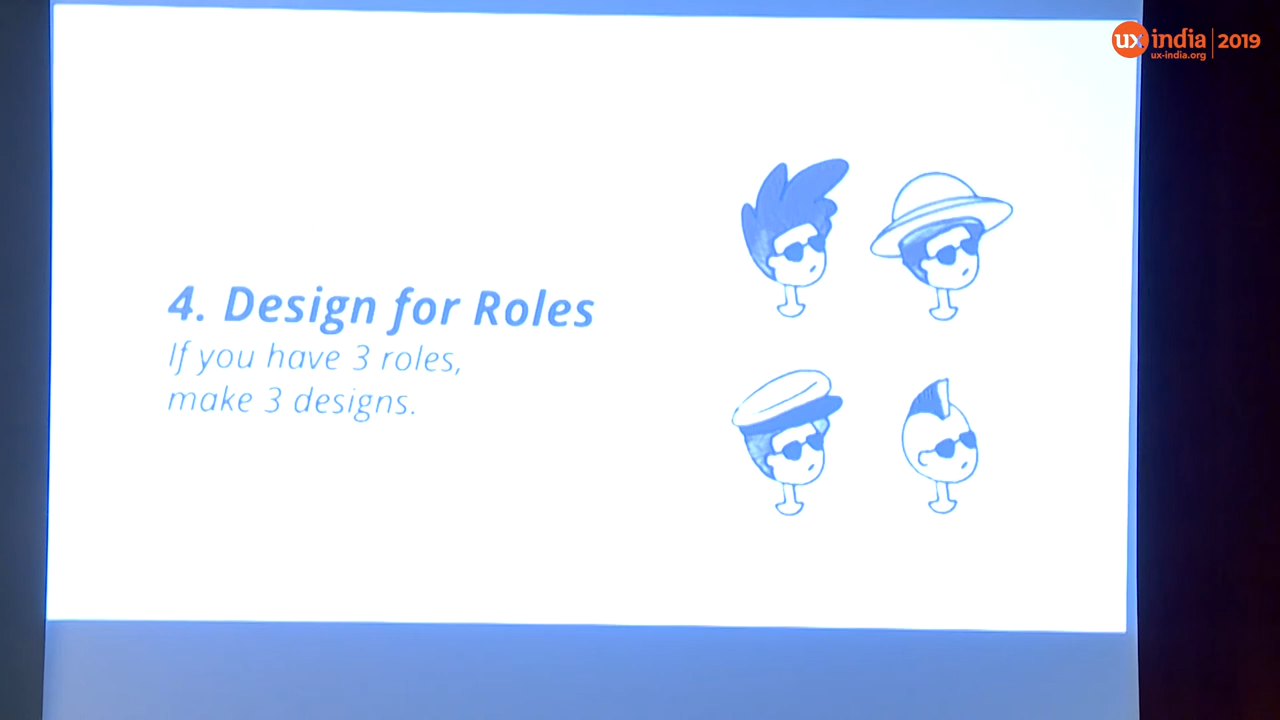 4. Design for Roles
If you have 3 roles,
make 3 designs.
ux india 2019
ux-india.org